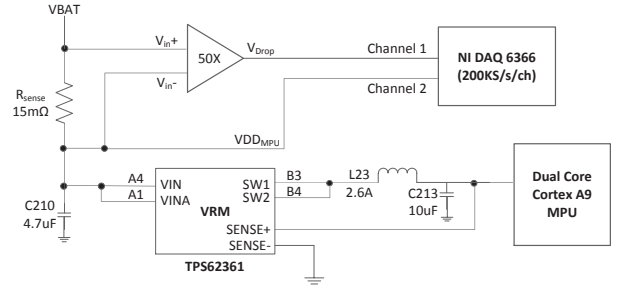 VBAT
Vin+
50X
Vin-
VDrop
Channel 1
Channel 2
NI DAQ 6366
(200KS/s/ch)
Rsense
15mΩ
VDDMPU
C210
4.7uF
A4
A1
VIN
VINA
VRM
SW1
SW2
SENSE+
SENSE-
TPS62361
B3
B4
L23
2.6A
C213
10uF
Dual Core
Cortex A9
MPU